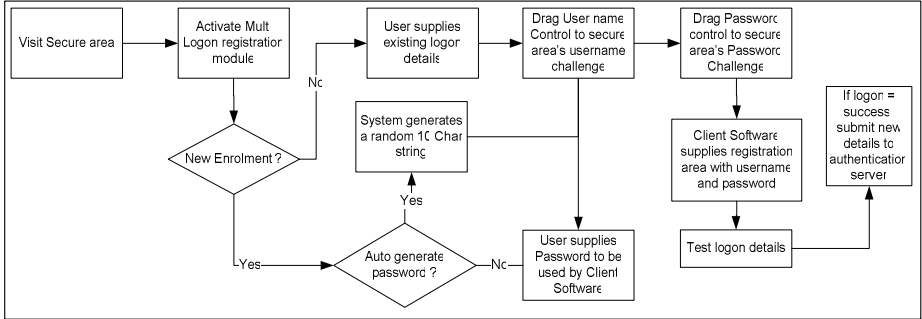 Visit Secure area
Activate Mult
Logon registration
module
User supplies
existing logon
details
Drag User name
Control to secure
area's username
challenge
Drag Password
control to secure
area's Password
Challenge
No
New Enrolment ?
System generates
a random 10 Char
string
Client Software
supplies registration
area with username
and password
If logon =
success
submit new
details to
authentication
server
Yes
Yes
Auto generate
password ?
No
User supplies
Password to be
used by Client
Software
Test logon details